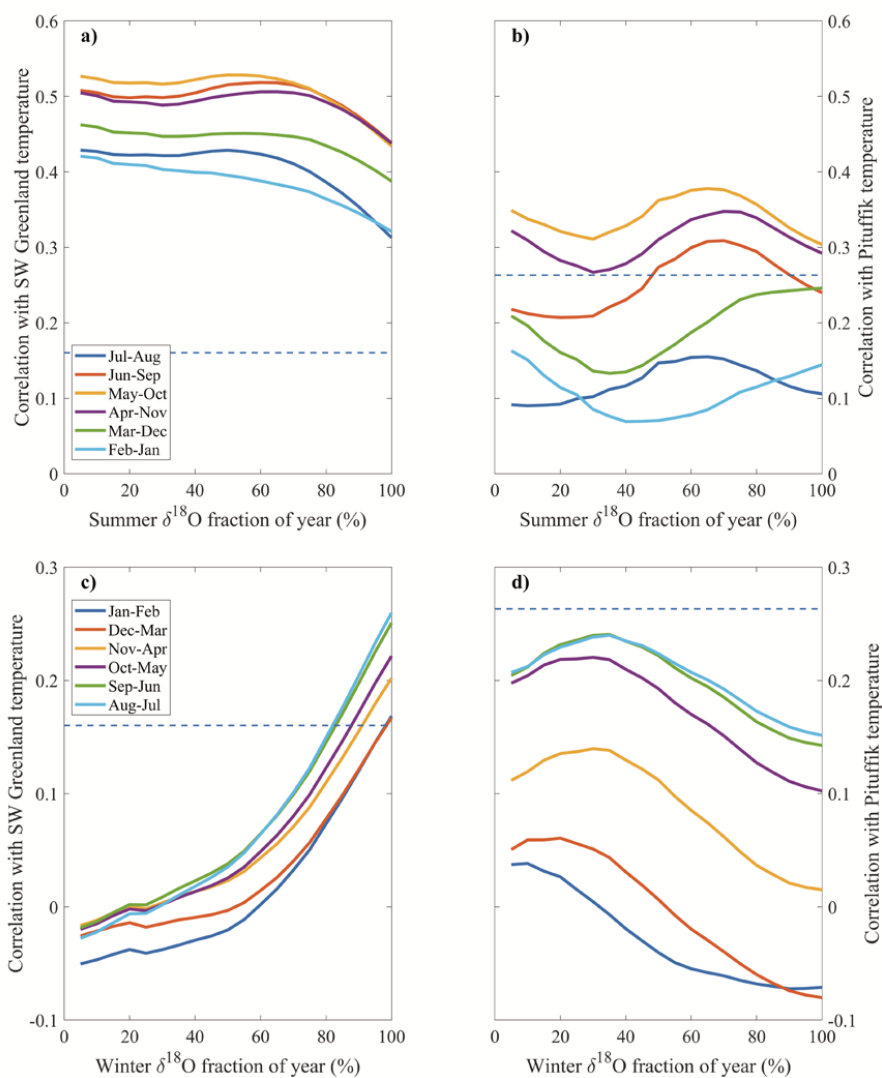 a)
0.6
0.5
0.4
0.3
0.2
0.1
0
Correlation with SW Greenland temperature
Jul-Aug
Jun-Sep
May-Oct
Apr-Nov
Mar-Dec
Feb-Jan
0 20 40 60 80 100
Summer δ¹⁸O fraction of year (%)
b)
0.6
0.5
0.4
0.3
0.2
0.1
0
Correlation with Pituffik temperature
0 20 40 60 80 100
Summer δ¹⁸O fraction of year (%)
c)
0.3
0.2
0.1
0
-0.1
Correlation with SW Greenland temperature
Jan-Feb
Dec-Mar
Nov-Apr
Oct-May
Sep-Jun
Aug-Jul
0 20 40 60 80 100
Winter δ¹⁸O fraction of year (%)
d)
0.3
0.2
0.1
0
-0.1
Correlation with Pituffik temperature
0 20 40 60 80 100
Winter δ¹⁸O fraction of year (%)